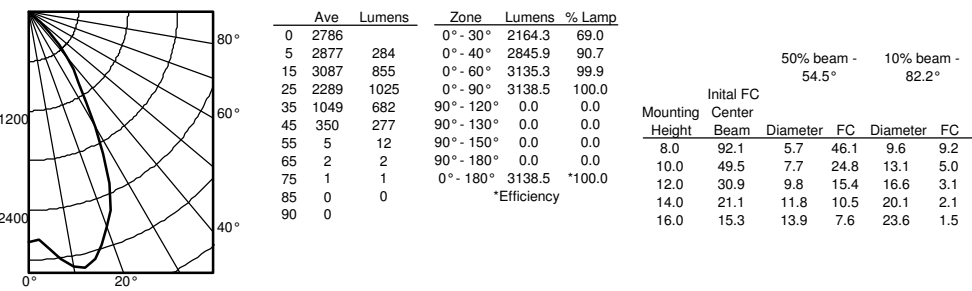 80°
60°
1200
2400
40°
0° 20°
Ave Lumens
0 2786
5 2877 284
15 3087 855
25 2289 1025
35 1049 682
45 350 277
55 5 12
65 2 2
75 1 1
85 0 0
90 0
Zone Lumens % Lamp
0°- 30° 2164.3 69.0
0°- 40° 2845.9 90.7
0°- 60° 3135.3 99.9
0°- 90° 3138.5 100.0
90°- 120° 0.0 0.0
90°- 130° 0.0 0.0
90°- 150° 0.0 0.0
90°- 180° 0.0 0.0
0°- 180° 3138.5 *100.0
*Efficiency
50% beam - 10% beam -
54.5° 82.2°
Inital FC
Mounting Center
Height Beam Diameter FC Diameter FC
8.0 92.1 5.7 46.1 9.6 9.2
10.0 49.5 7.7 24.8 13.1 5.0
12.0 30.9 9.8 15.4 16.6 3.1
14.0 21.1 11.8 10.5 20.1 2.1
16.0 15.3 13.9 7.6 23.6 1.5